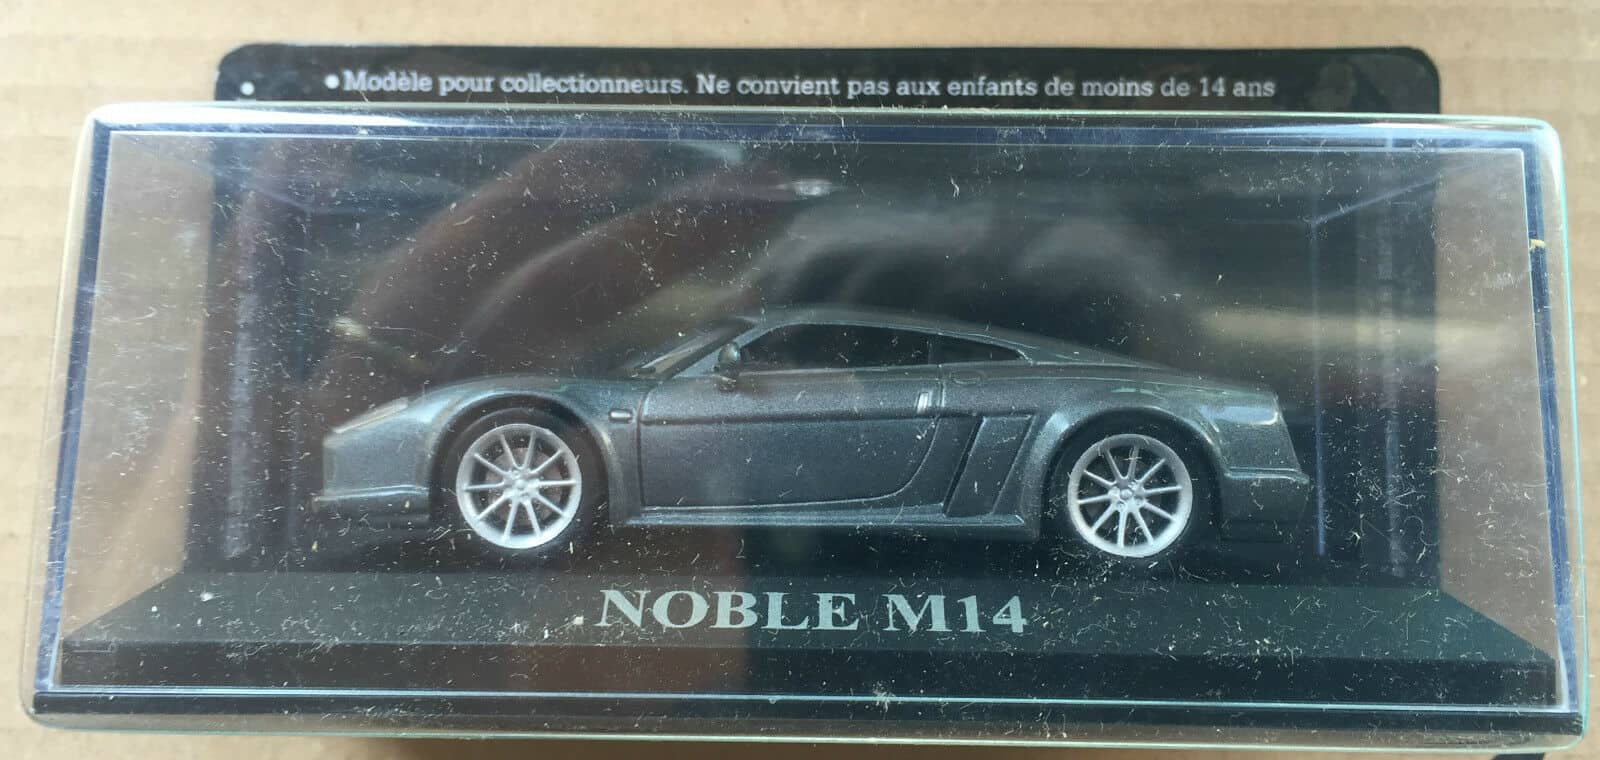 • Modèle pour collectionneurs. Ne convient pas aux enfants de moins de 14 ans
NOBLE M14